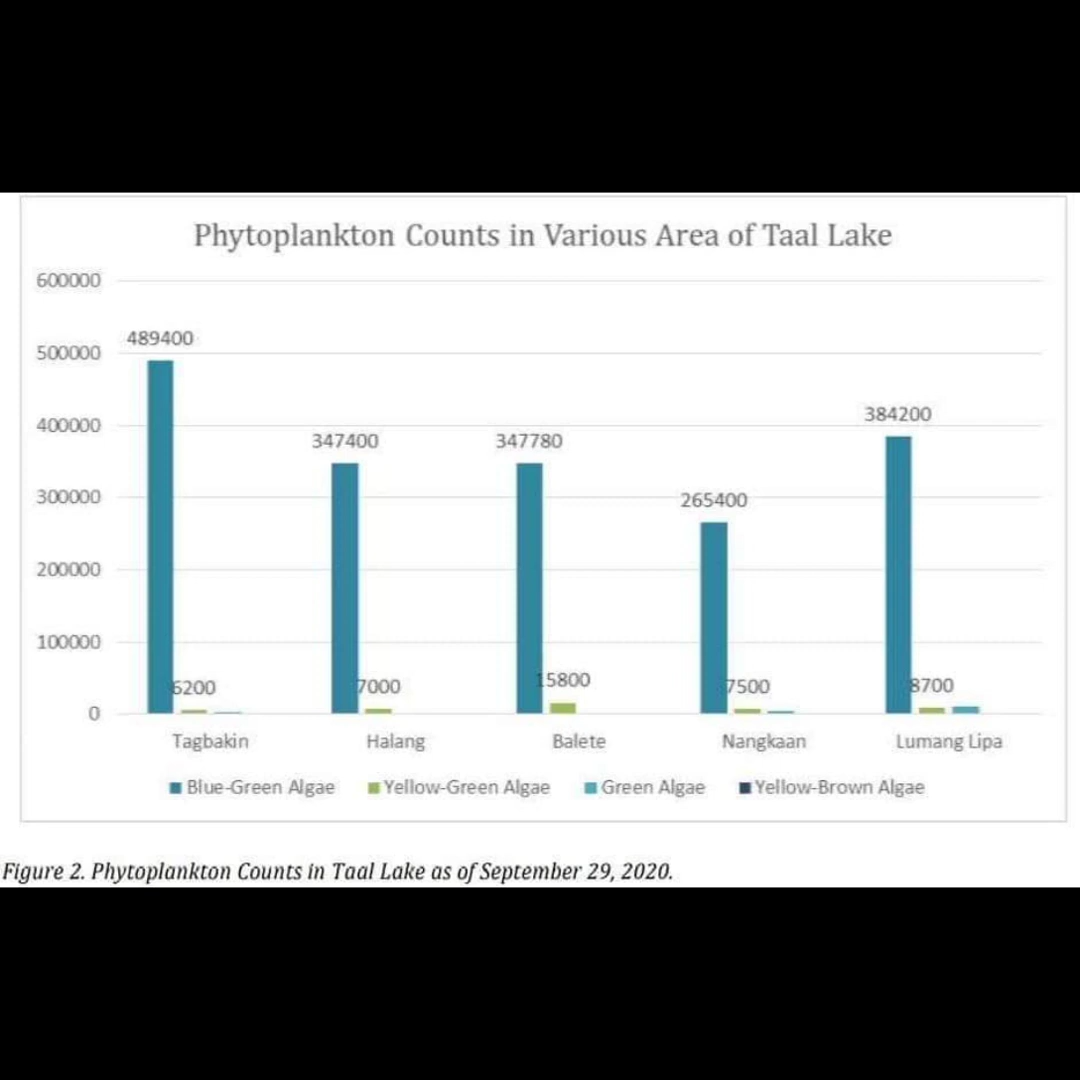 Phytoplankton Counts in Various Area of Taal Lake
600000
500000
400000
300000
200000
100000
0
489400
6200
347400
7000
347780
15800
265400
7500
384200
8700
Tagbakin
Halang
Balete
Nangkaan
Lumang Lipa
Blue-Green Algae
Yellow-Green Algae
Green Algae
Yellow-Brown Algae
Figure 2. Phytoplankton Counts in Taal Lake as of September 29, 2020.